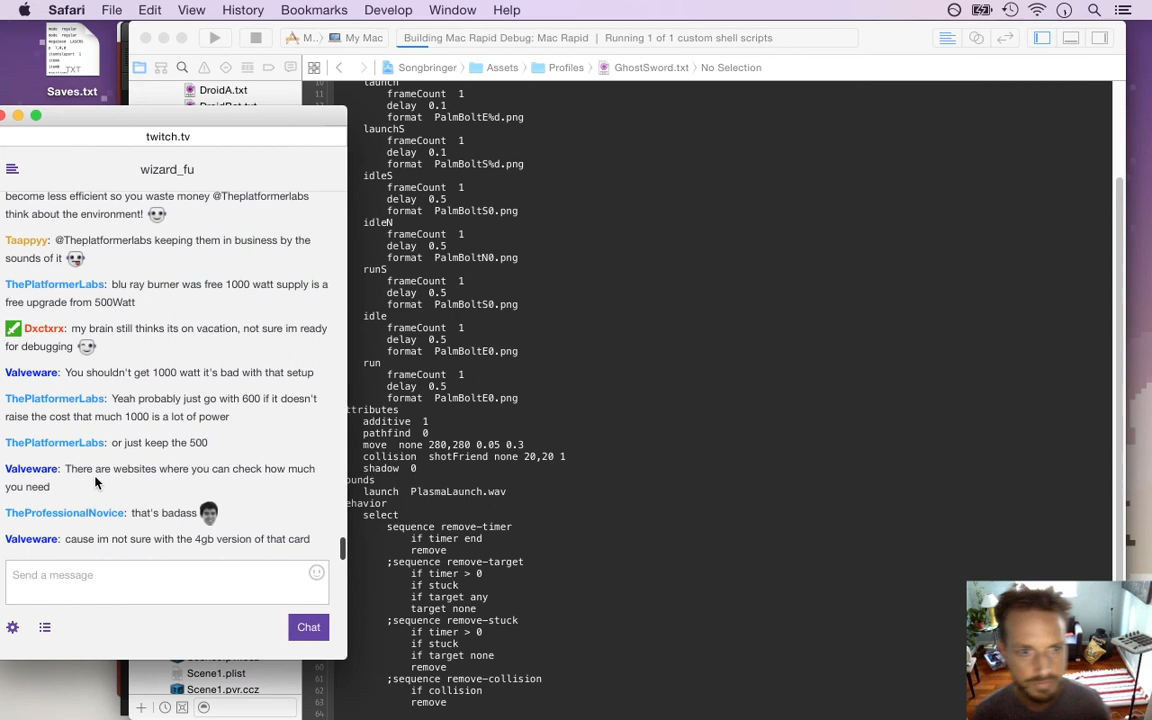 Safari File Edit View History Bookmarks Develop Window Help
M.. My Mac
Building Mac Rapid Debug: Mac Rapid Running 1 of 1 custom shell scripts
Songbringer Assets Profiles GhostSword.txt No Selection
TXT
Saves.txt
DroidA.txt
twitch.tv
wizard_fu
become less efficient so you waste money @Theplatformerlabs
think about the environment!
Taappyy: @Theplatformerlabs keeping them in business by the
sounds of it
ThePlatformerLabs: blu ray burner was free 1000 watt supply is a
free upgrade from 500Watt
Dxctxrx: my brain still thinks its on vacation, not sure im ready
for debugging
Valveware: You shouldn't get 1000 watt it's bad with that setup
ThePlatformerLabs: Yeah probably just go with 600 if it doesn't
raise the cost that much 1000 is a lot of power
ThePlatformerLabs: or just keep the 500
Valveware: There are websites where you can check how much
you need
TheProfessionalNovice: that's badass
Valveware: cause im not sure with the 4gb version of that card
Send a message
Chat
Scene1.plist
Scene1.pvr.ccz
launch
11 frameCount 1
delay 0.1
format PalmBoltE%d.png
launchS
frameCount 1
delay 0.1
format PalmBoltS%d.png
idleS
frameCount 1
delay 0.5
format PalmBoltS0.png
idleN
frameCount 1
delay 0.5
format PalmBoltN0.png
runS
frameCount 1
delay 0.5
format PalmBoltS0.png
idle
frameCount 1
delay 0.5
format PalmBoltE0.png
run
frameCount 1
delay 0.5
format PalmBoltE0.png
ttributes
additive 1
pathfind 0
move none 280,280 0.05 0.3
collision shotFriend none 20,20 1
shadow 0
ounds
launch PlasmaLaunch.wav
ehavior
select
sequence remove-timer
if timer end
remove
;sequence remove-target
if timer > 0
if stuck
if target any
target none
;sequence remove-stuck
if timer > 0
if stuck
if target none
60 remove
61 ;sequence remove-collision
62 if collision
63 remove
64